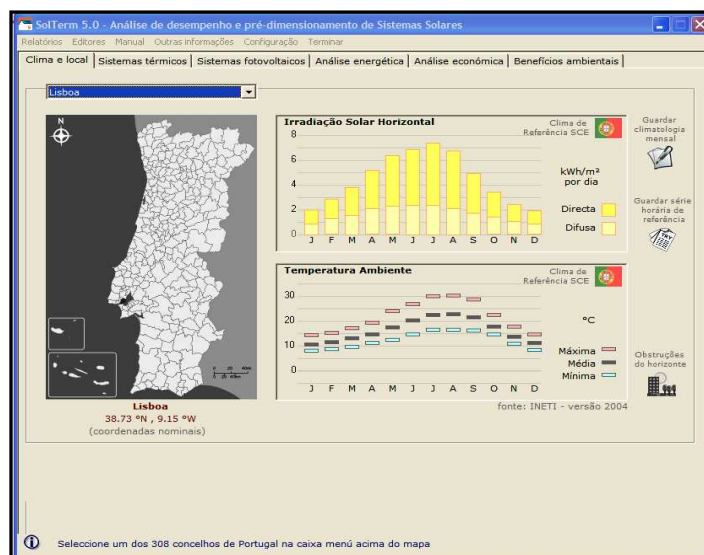 SolTerm 5.0 - Análise de desempenho e pré-dimensionamento de Sistemas Solares
Relatórios Editores Manual Outras informações Configuração Terminar
Clima e local | Sistemas térmicos | Sistemas fotovoltaicos | Análise energética | Análise económica | Benefícios ambientais |
Lisboa
N
0 20 40km
Lisboa
38.73 °N , 9.15 °W
(coordenadas nominais)
Irradiação Solar Horizontal
Clima de
Referência SCE
8
6
4
2
0
J F M A M J J A S O N D
kWh/m²
por dia
Directa
Difusa
Temperatura Ambiente
Clima de
Referência SCE
30
20
10
0
J F M A M J J A S O N D
°C
Máxima
Média
Mínima
fonte: INETI - versão 2004
Guardar
climatologia
mensal
Guardar série
horária de
referência
TRY
Obstruções
do horizonte
Seleccione um dos 308 concelhos de Portugal na caixa menú acima do mapa